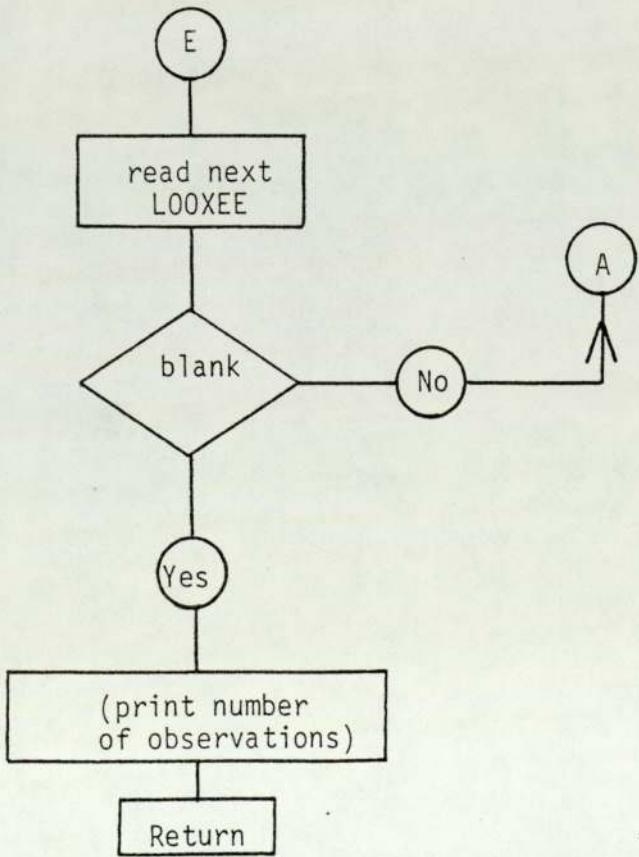 E
read next
LOOXEE
A
blank
No
Yes
(print number
of observations)
Return